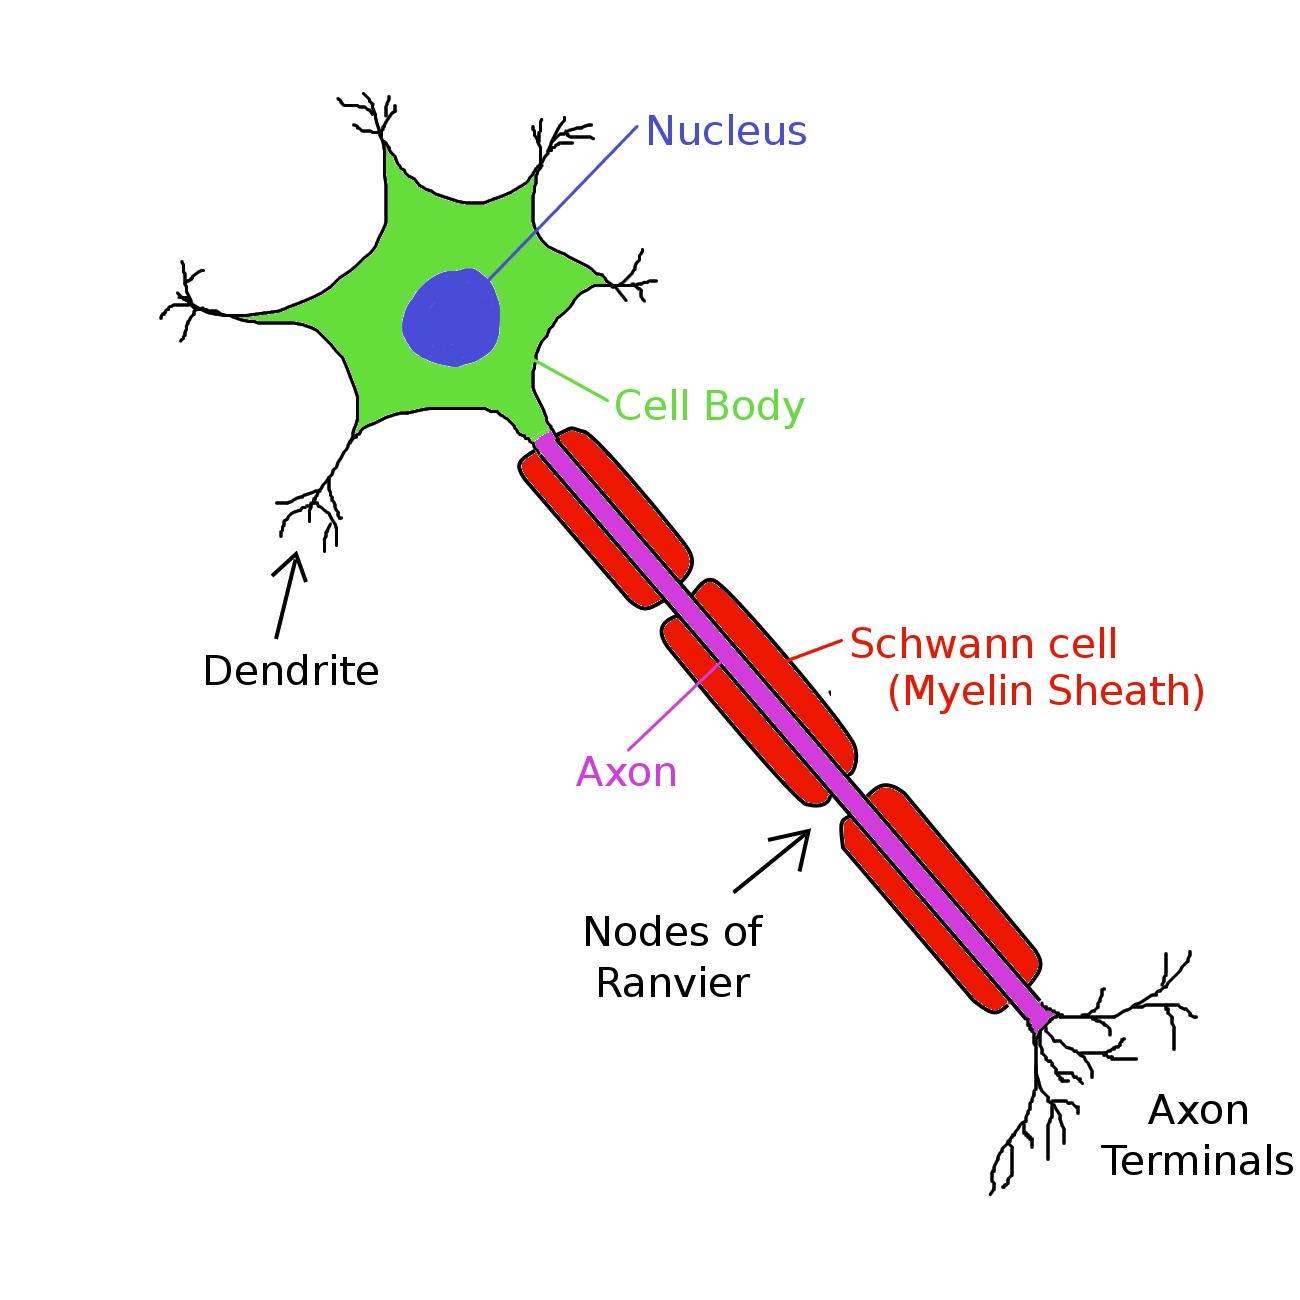 Nucleus
Cell Body
Schwann cell
(Myelin Sheath)
Dendrite
Axon
Nodes of
Ranvier
Axon
Terminals